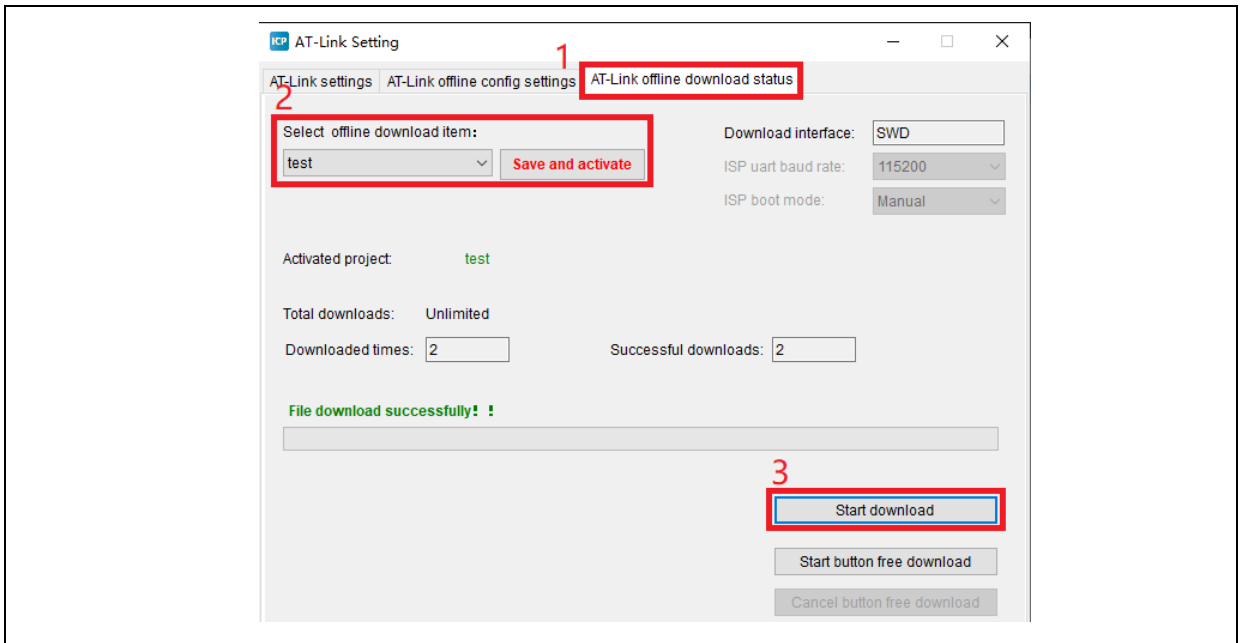 ICP AT-Link Setting
1
AT-Link settings AT-Link offline config settings AT-Link offline download status
2
Select offline download item:
test Save and activate
Download interface: SWD
ISP uart baud rate: 115200
ISP boot mode: Manual
Activated project: test
Total downloads: Unlimited
Downloaded times: 2 Successful downloads: 2
File download successfully! !
3
Start download
Start button free download
Cancel button free download